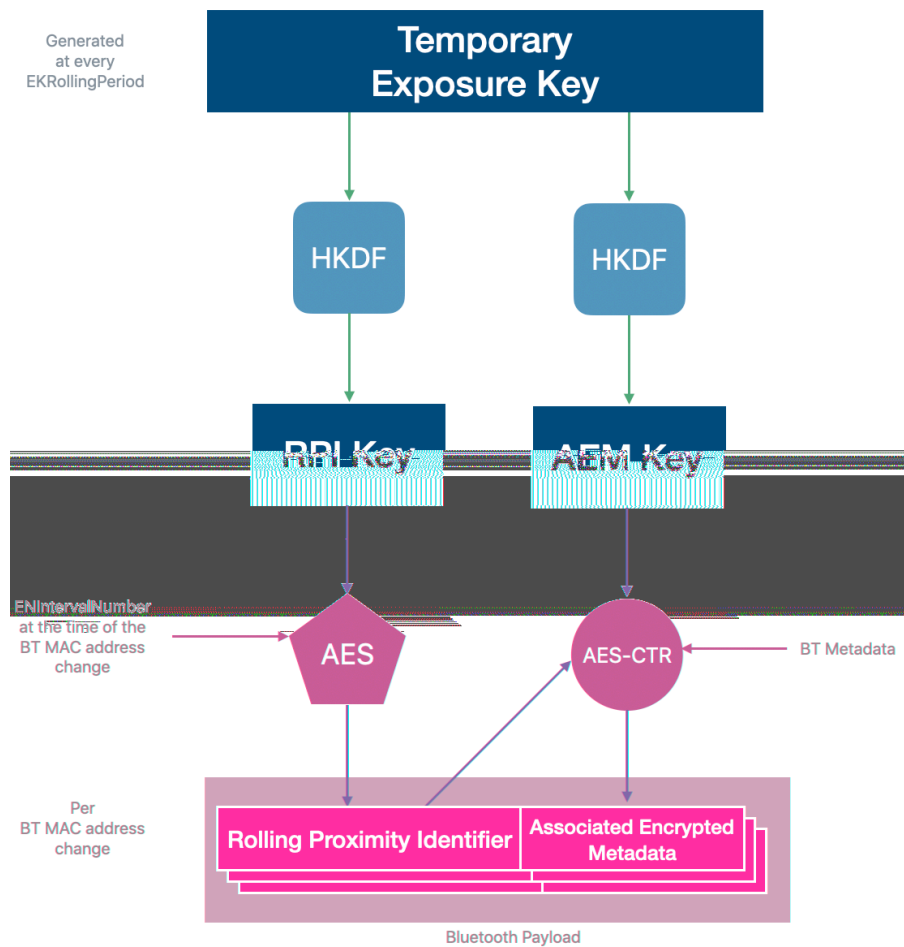 Generated
at every
EKRollingPeriod
Temporary
Exposure Key
HKDF
HKDF
RPI Key
AEM Key
ENIntervalNumber
at the time of the
BT MAC address
change
AES
AES-CTR
BT Metadata
Per
BT MAC address
change
Rolling Proximity Identifier
Associated Encrypted
Metadata
Bluetooth Payload